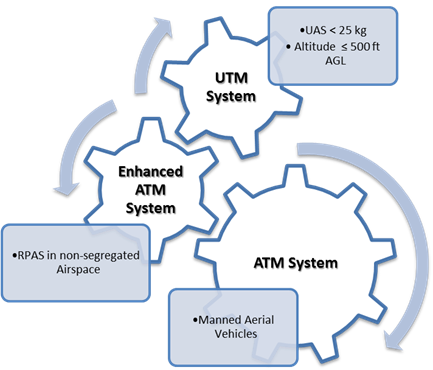 •UAS < 25 kg
• Altitude ≤ 500 ft
AGL
UTM
System
Enhanced
ATM
System
•RPAS in non-segregated
Airspace
ATM System
•Manned Aerial
Vehicles